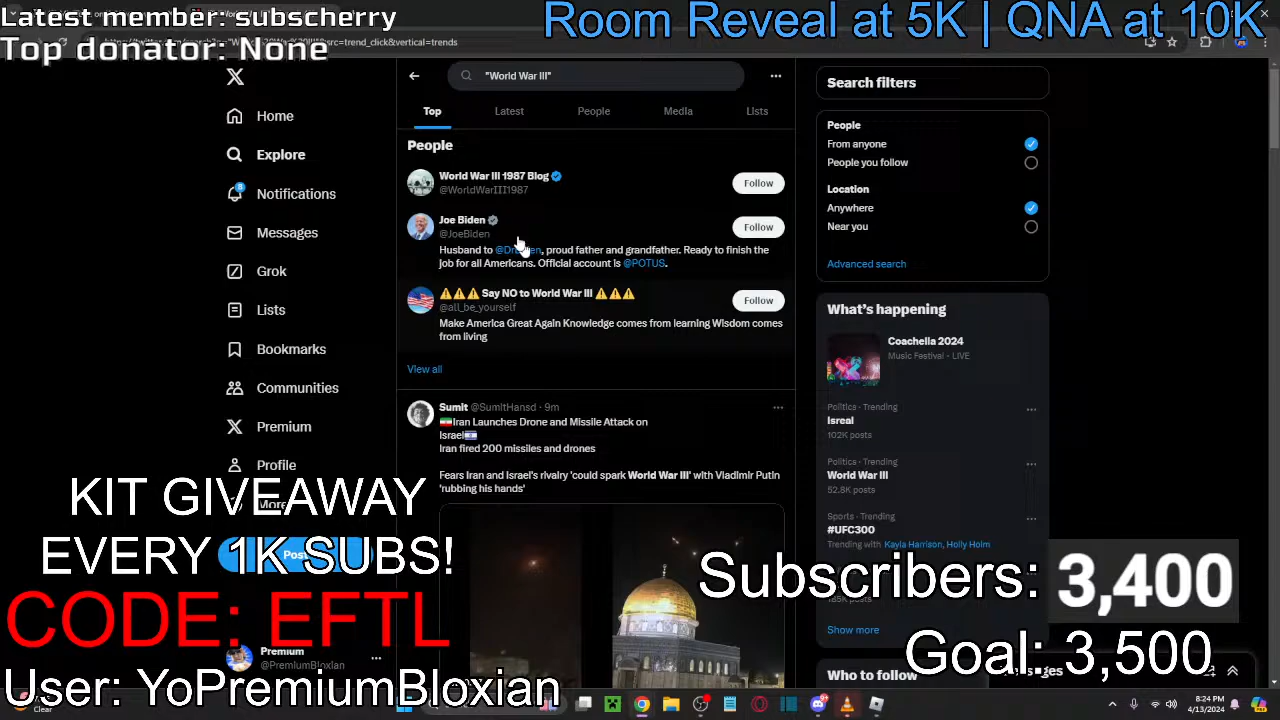 Latest member: subscherry
Top donator: None
Room Reveal at 5K | QNA at 10K
src=trend_click&vertical=trends
"World War III"
Top
Latest
People
Media
Lists
Home
Explore
8
Notifications
Messages
Grok
Lists
Bookmarks
Communities
Premium
Profile
More
Post
Premium
@PremiumBloxian
People
World War III 1987 Blog
@WorldWarIII1987
Follow
Joe Biden
@JoeBiden
Follow
Husband to , proud father and grandfather. Ready to finish the
job for all Americans. Official account is @POTUS.
⚠️⚠️⚠️ Say NO to World War III ⚠️⚠️⚠️
@all_be_yourself
Follow
Make America Great Again Knowledge comes from learning Wisdom comes
from living
View all
Sumit @SumitHansd · 9m
🇮🇷Iran Launches Drone and Missile Attack on
Israel🇮🇱
Iran fired 200 missiles and drones
Fears Iran and Israel's rivalry 'could spark World War III' with Vladimir Putin
'rubbing his hands'
Search filters
People
From anyone
People you follow
Location
Anywhere
Near you
Advanced search
What's happening
Coachella 2024
Music Festival · LIVE
Politics · Trending
Isreal
102K posts
Politics · Trending
World War III
52.8K posts
Sports · Trending
#UFC300
Trending with Kayla Harrison, Holly Holm
Show more
Who to follow
KIT GIVEAWAY
EVERY 1K SUBS!
CODE: EFTL
User: YoPremiumBloxian
Subscribers: 3,400
Goal: 3,500
Clear
8:24 PM
4/13/2024